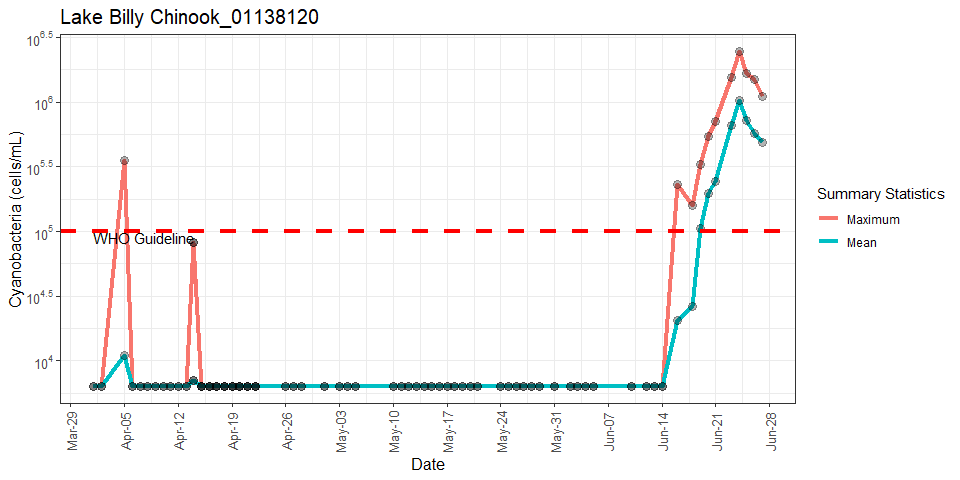 Lake Billy Chinook_01138120
Cyanobacteria (cells/mL)
10^6.5
10^6
10^5.5
10^5
10^4.5
10^4
WHO Guideline
Mar-29
Apr-05
Apr-12
Apr-19
Apr-26
May-03
May-10
May-17
May-24
May-31
Jun-07
Jun-14
Jun-21
Jun-28
Date
Summary Statistics
Maximum
Mean